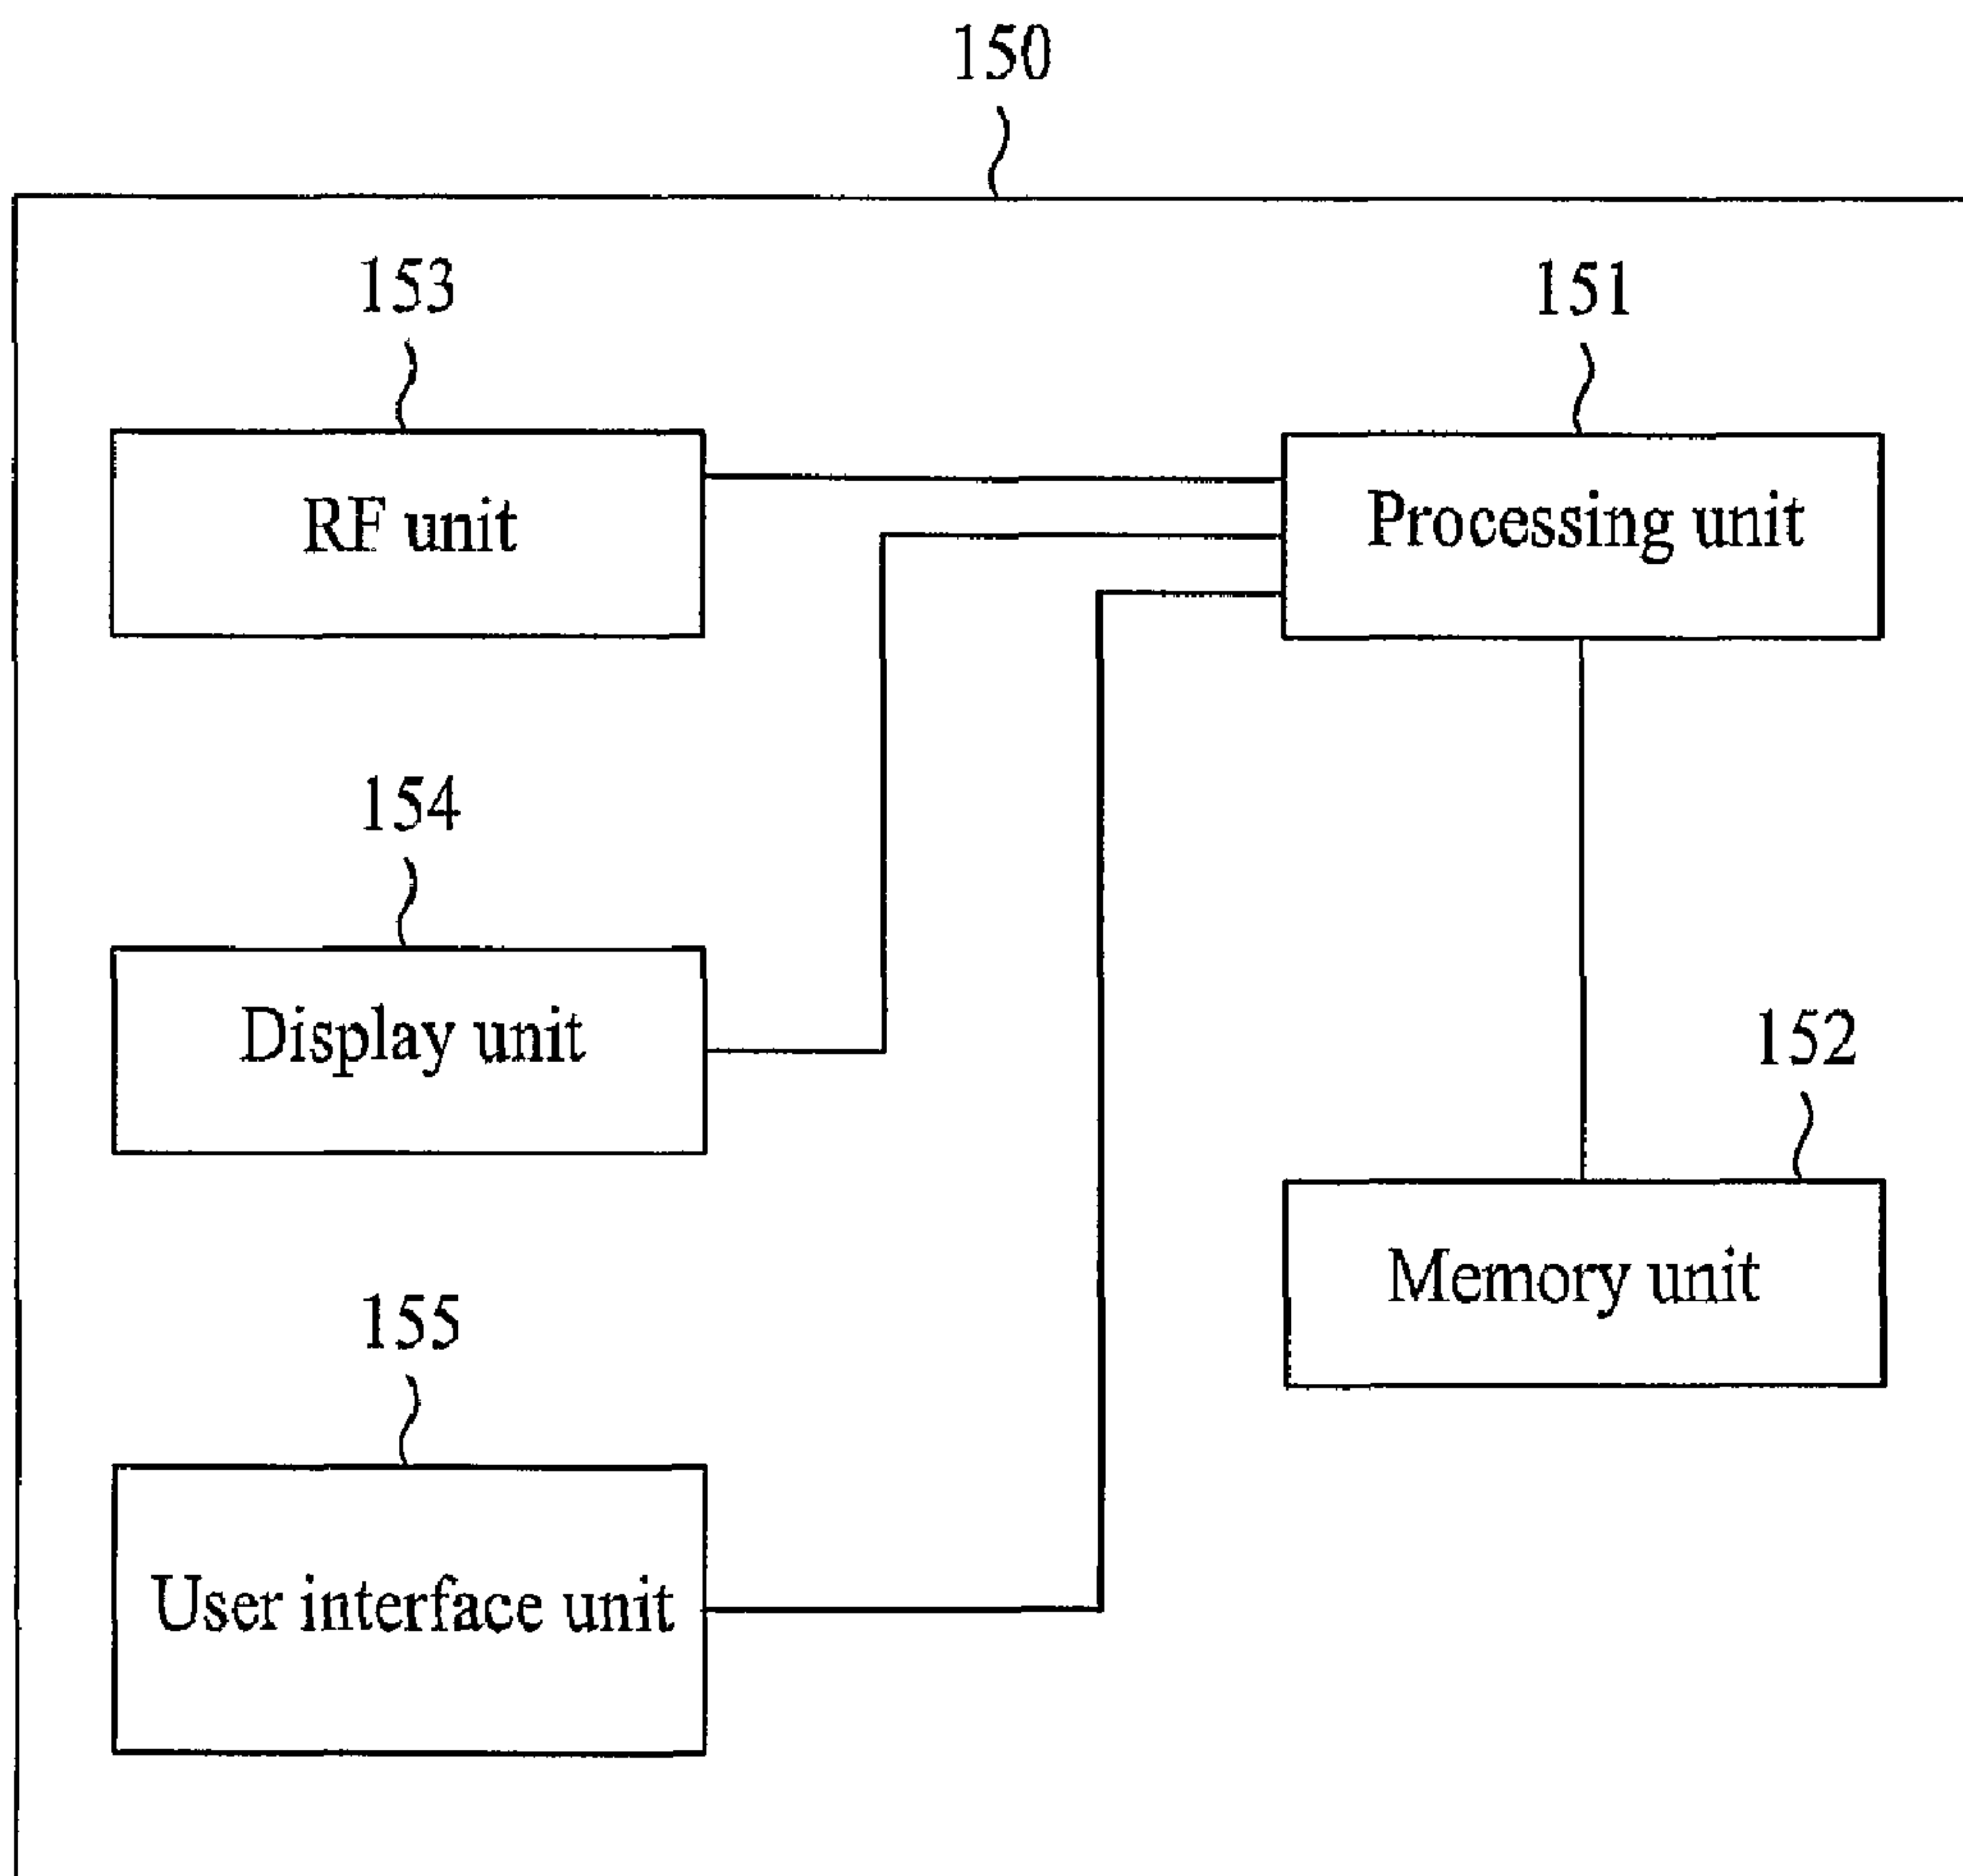 150
153
151
RF unit
Processing unit
154
Display unit
152
Memory unit
155
User interface unit